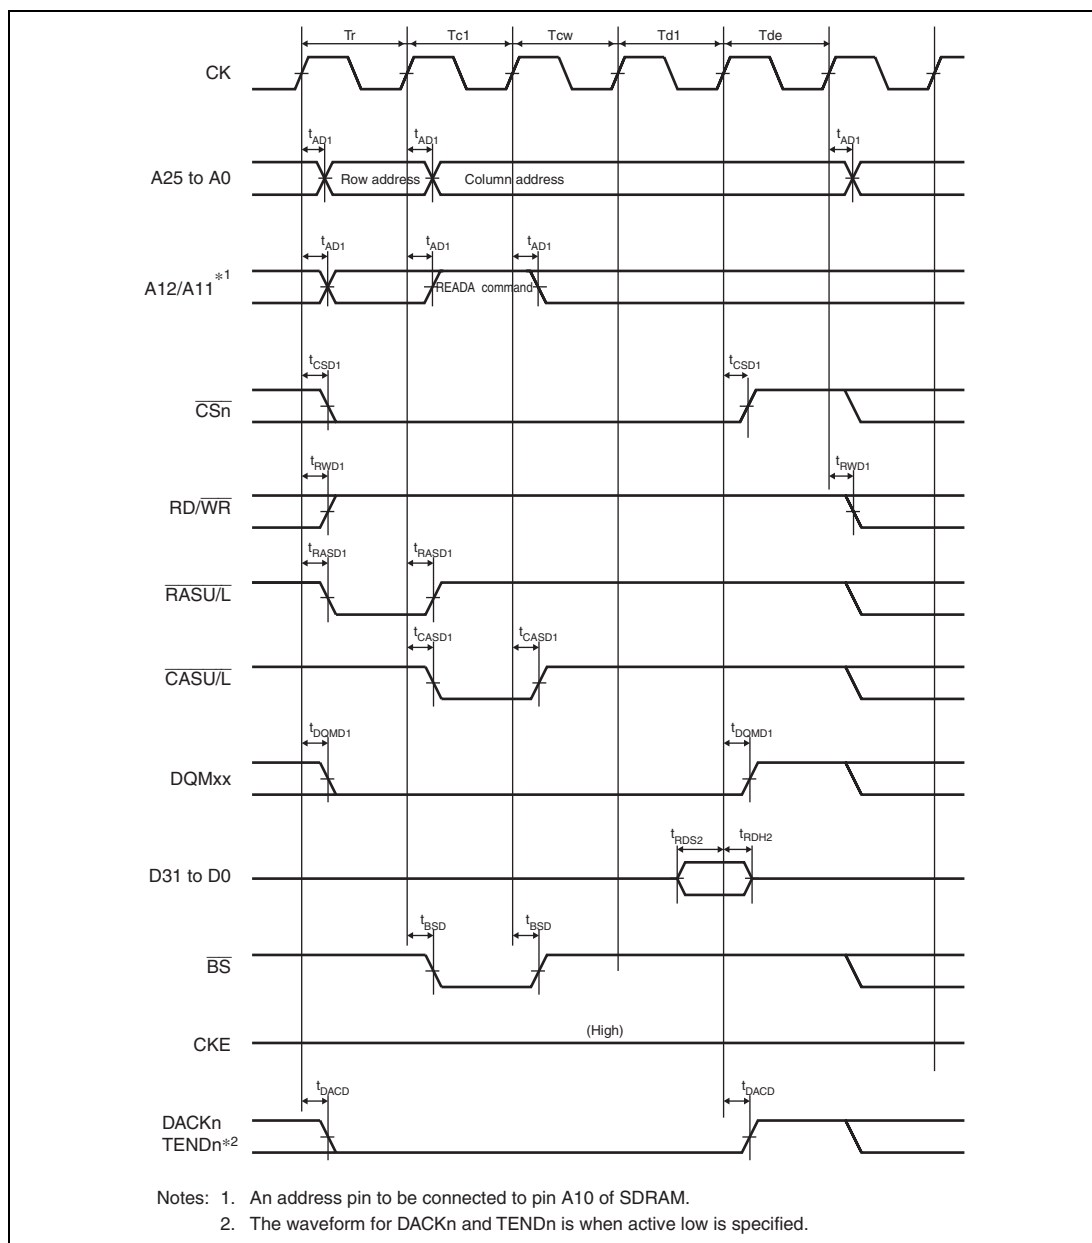 Tr Tc1 Tcw Td1 Tde
CK
tAD1 tAD1 tAD1
A25 to A0 Row address Column address
tAD1 tAD1 tAD1
A12/A11*1 READA command
tCSD1 tCSD1
CSn
tRWD1 tRWD1
RD/WR
tRASD1 tRASD1
RASU/L
tCASD1 tCASD1
CASU/L
tDQMD1 tDQMD1
DQMxx
tRDS2 tRDH2
D31 to D0
tBSD tBSD
BS
(High)
CKE
tDACD tDACD
DACKn
TENDn*2
Notes: 1. An address pin to be connected to pin A10 of SDRAM.
2. The waveform for DACKn and TENDn is when active low is specified.